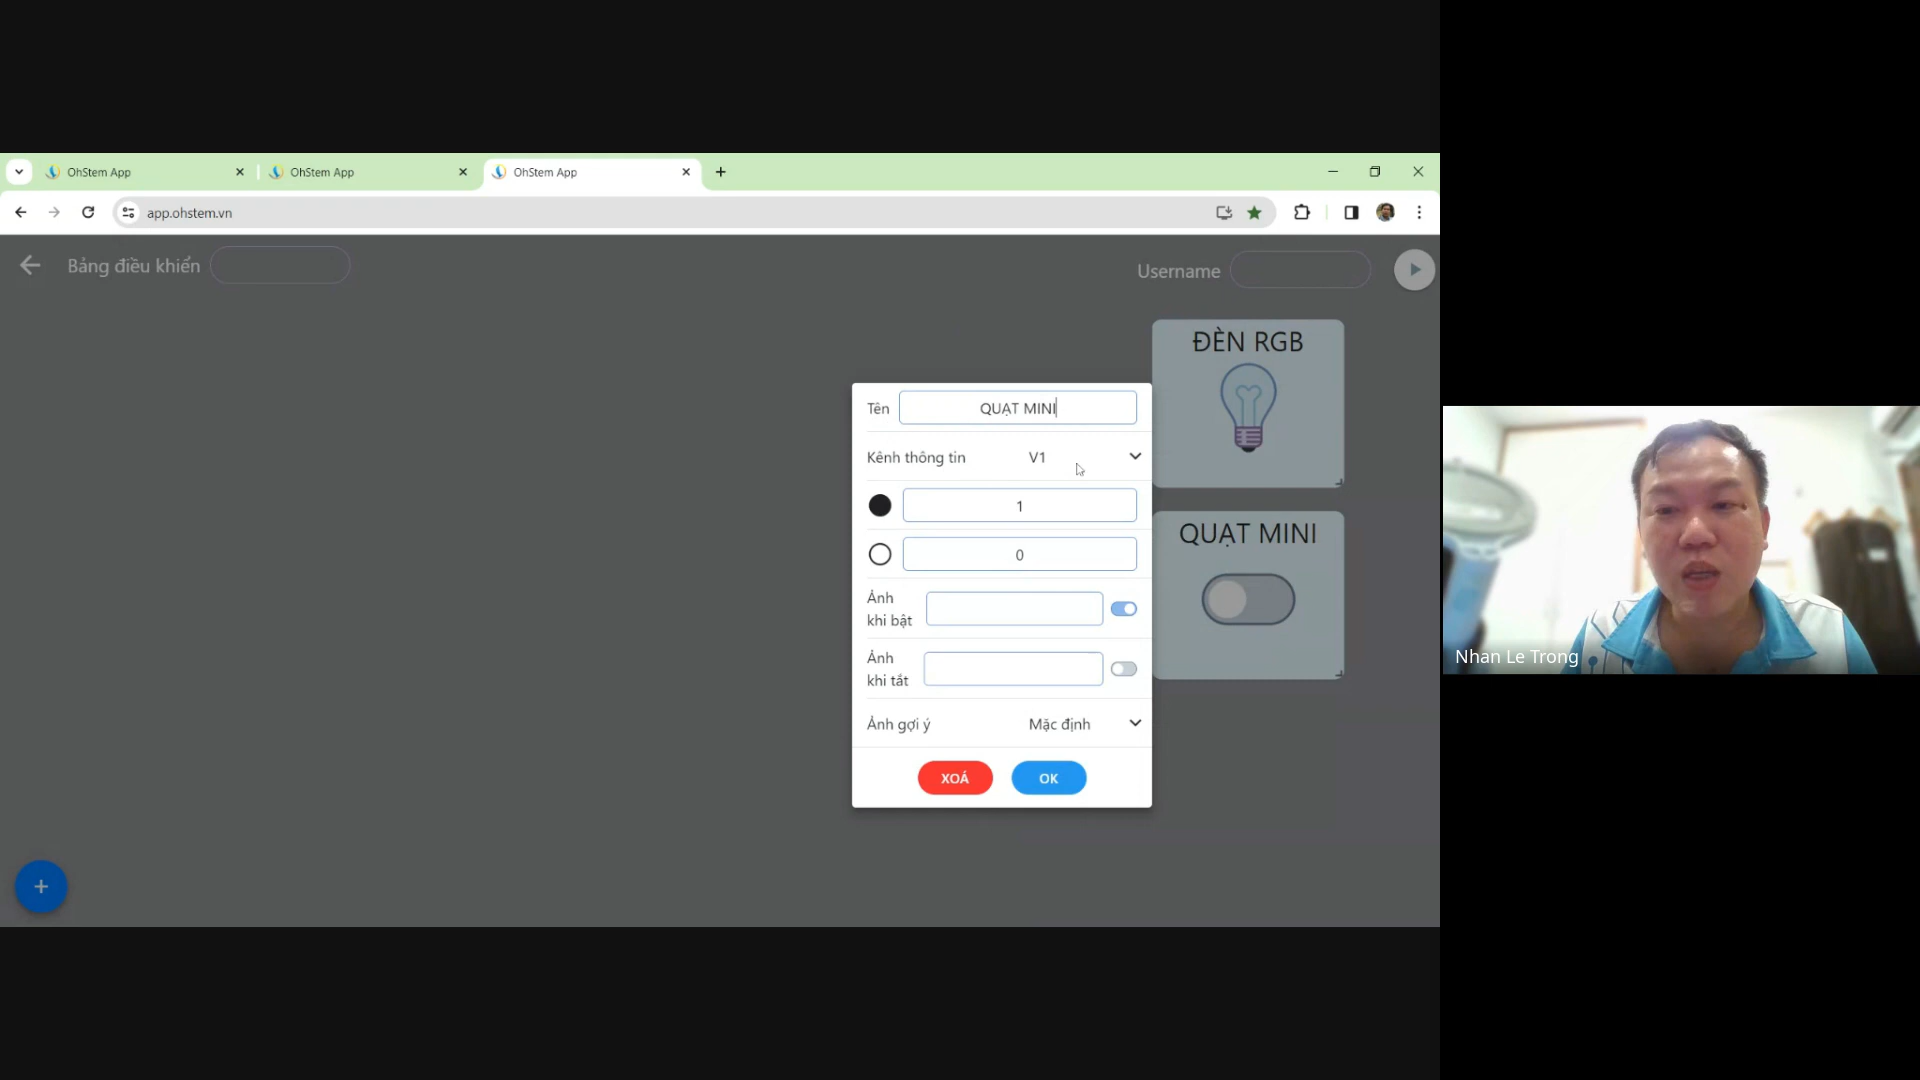 OhStem App
OhStem App
OhStem App
app.ohstem.vn
Bảng điều khiển
Username
ĐÈN RGB
Tên
QUẠT MINI
Kênh thông tin
V1
1
QUẠT MINI
0
Ảnh
khi bật
Ảnh
khi tắt
Nhan Le Trong
Ảnh gợi ý
Mặc định
XOÁ
OK